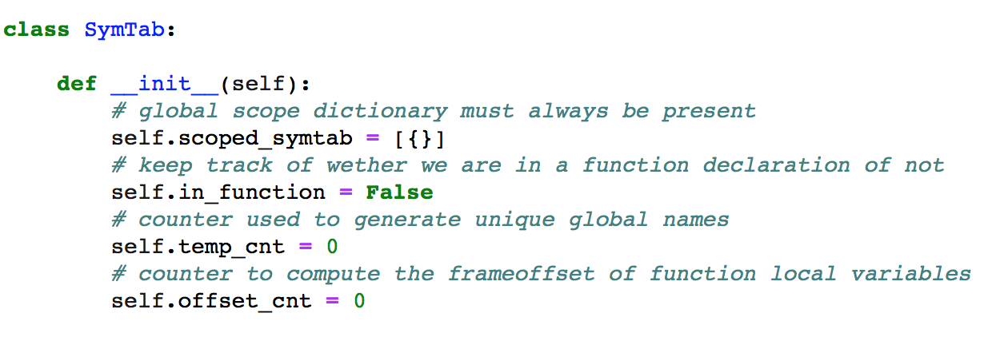 class SymTab:
def __init__(self):
# global scope dictionary must always be present
self.scoped_symtab = [{}]
# keep track of wether we are in a function declaration of not
self.in_function = False
# counter used to generate unique global names
self.temp_cnt = 0
# counter to compute the frameoffset of function local variables
self.offset_cnt = 0